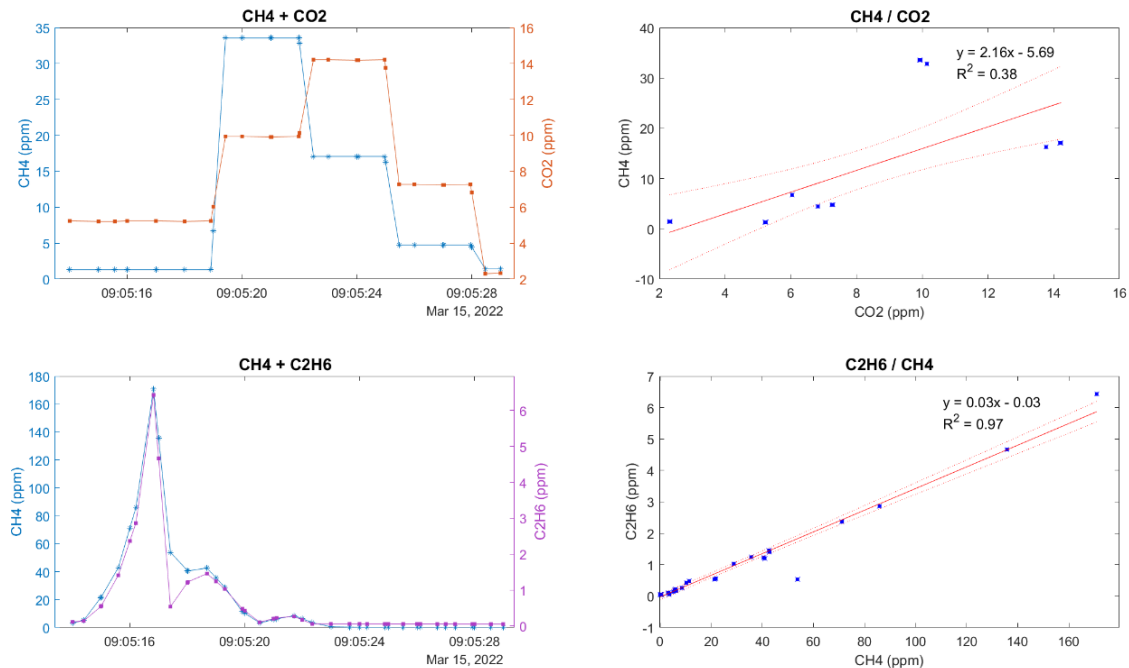 CH4 + CO2
35
30
25
20
15
10
5
0
CH4 (ppm)
16
14
12
10
8
6
4
2
CO2 (ppm)
09:05:16 09:05:20 09:05:24 09:05:28
Mar 15, 2022
CH4 / CO2
y = 2.16x - 5.69
R² = 0.38
40
30
20
10
0
-10
CH4 (ppm)
2 4 6 8 10 12 14 16
CO2 (ppm)
CH4 + C2H6
180
160
140
120
100
80
60
40
20
0
CH4 (ppm)
6
5
4
3
2
1
0
C2H6 (ppm)
09:05:16 09:05:20 09:05:24 09:05:28
Mar 15, 2022
C2H6 / CH4
y = 0.03x - 0.03
R² = 0.97
7
6
5
4
3
2
1
0
-1
C2H6 (ppm)
0 20 40 60 80 100 120 140 160
CH4 (ppm)